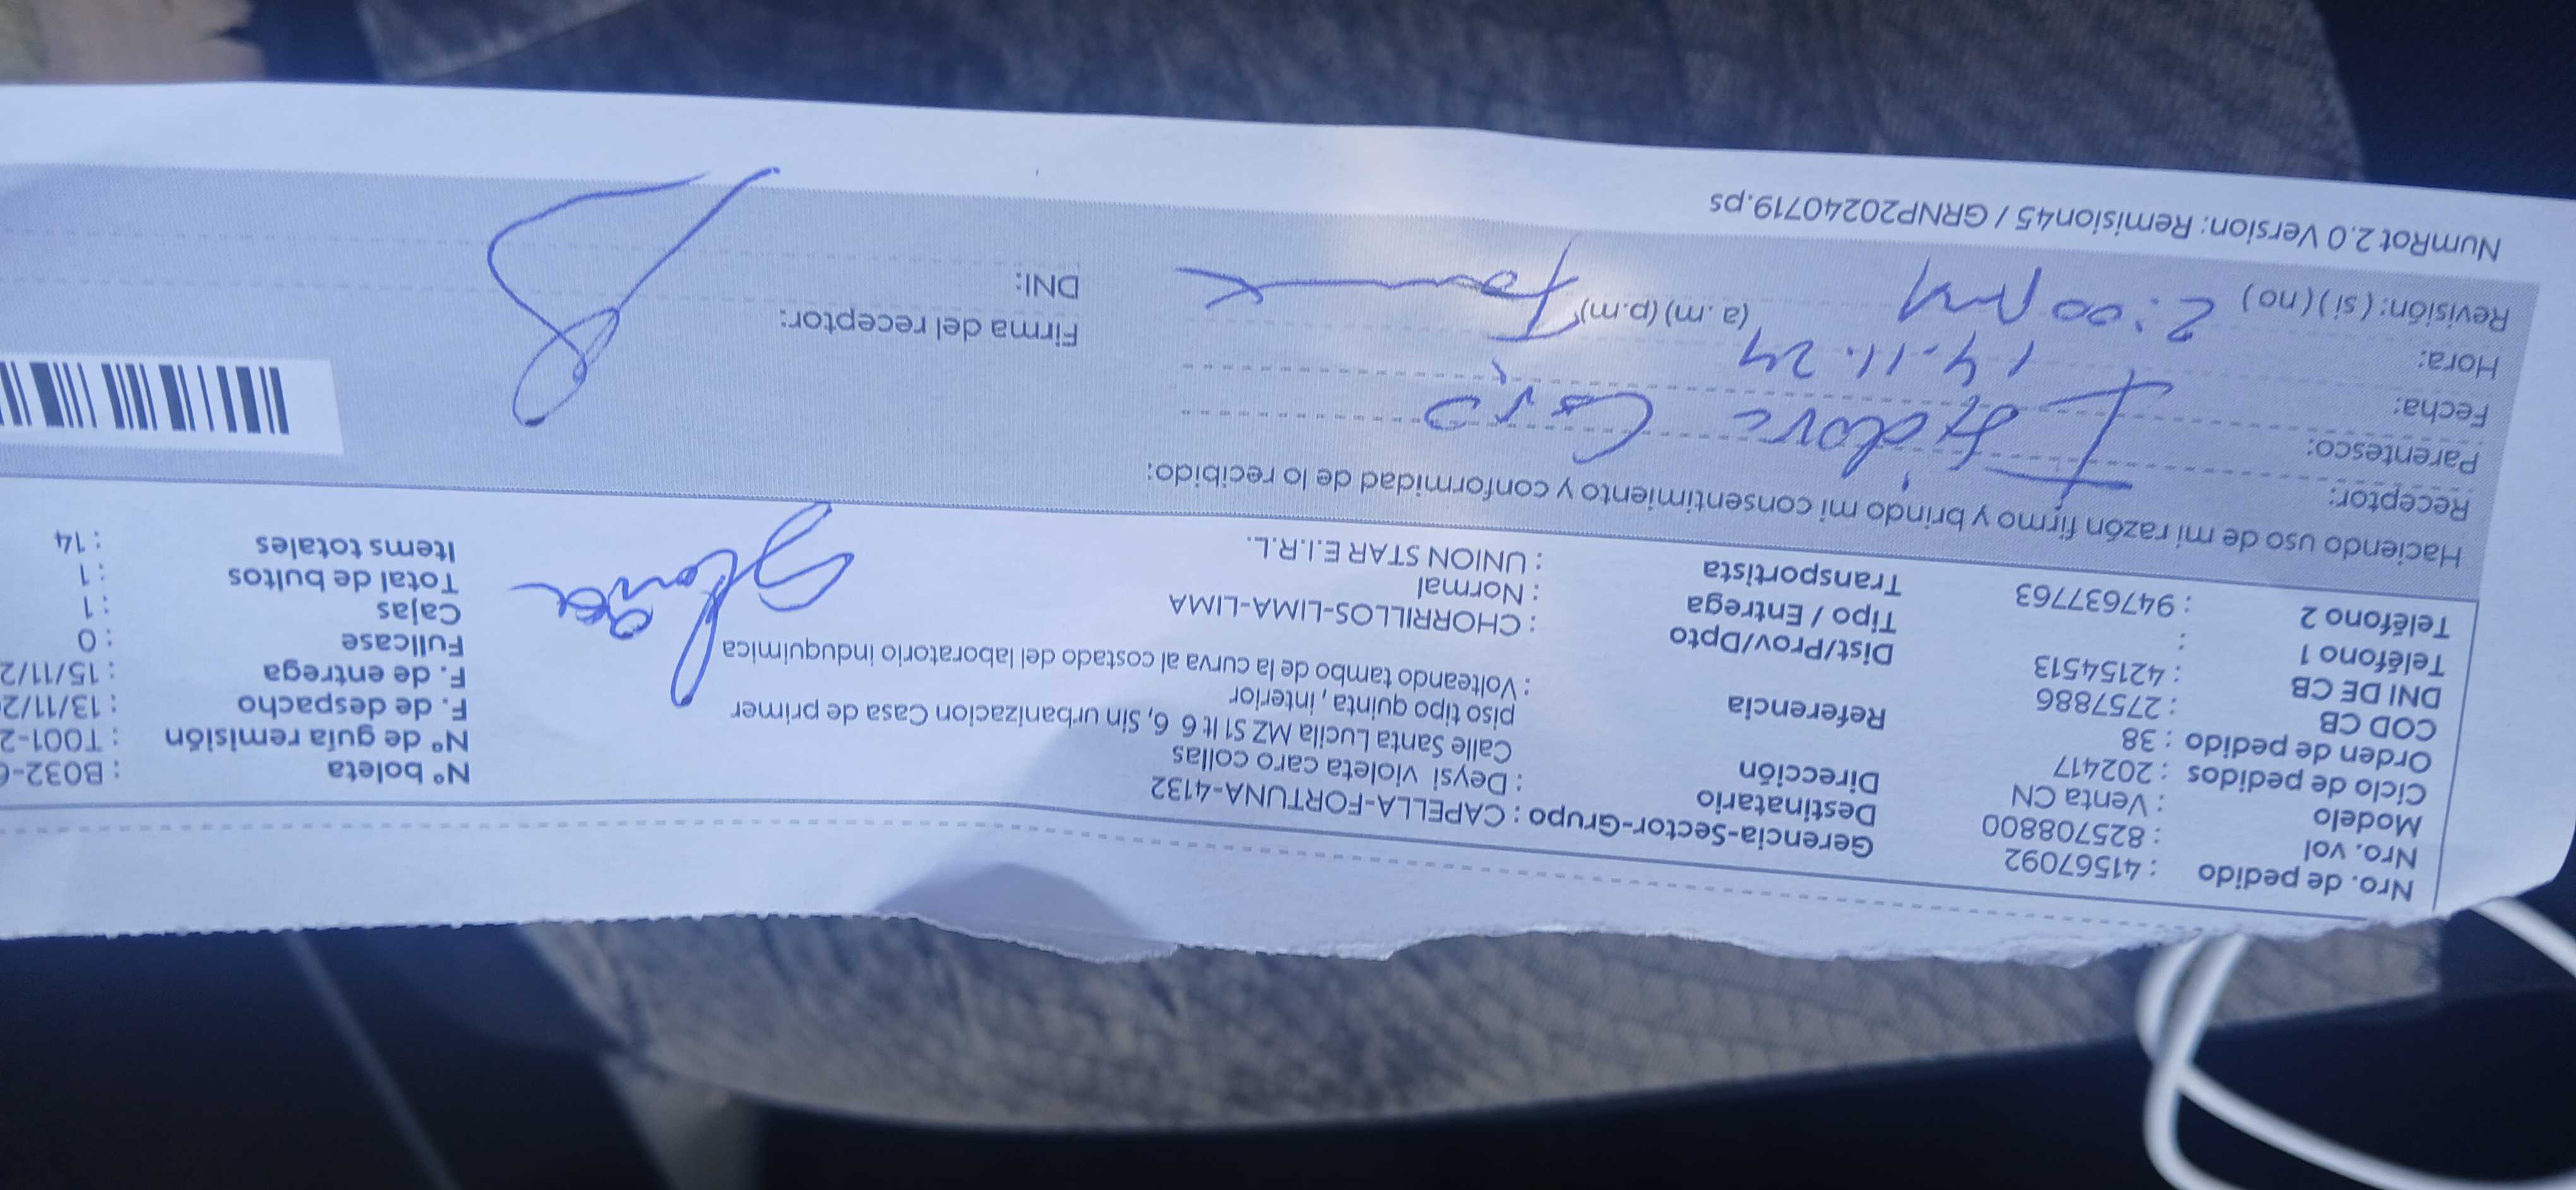 Nro. de pedido : 41567092
Nro. vol : 825708800
Modelo : Venta CN
Ciclo de pedidos : 202417
Orden de pedido : 38
COD CB : 2757886
DNI DE CB : 42154513
Teléfono 1 :
Teléfono 2 : 947637763
Gerencia-Sector-Grupo : CAPELLA-FORTUNA-4132
Destinatario : Deysi violeta caro collas
Dirección Calle Santa Lucila MZ S1 lt 6 6, Sin urbanizacion Casa de primer
piso tipo quinta , interior
Referencia : Volteando tambo de la curva al costado del laboratorio induquimica
Dist/Prov/Dpto : CHORRILLOS-LIMA-LIMA
Tipo / Entrega : Normal
Transportista : UNION STAR E.I.R.L.
Nº boleta : B032-
Nº de guía remisión : T001-2
F. de despacho : 13/11/2
F. de entrega : 15/11/2
Fullcase : 0
Cajas : 1
Total de bultos : 1
Items totales : 14
Haciendo uso de mi razón firmo y brindo mi consentimiento y conformidad de lo recibido:
Receptor:
Parentesco:
Fecha: 14.11.24
Hora: 2:00 PM (a.m) (p.m)
Revisión: ( si ) ( no )
Firma del receptor:
DNI:
NumRot 2.0 Version: Remision45 / GRNP20240719.ps